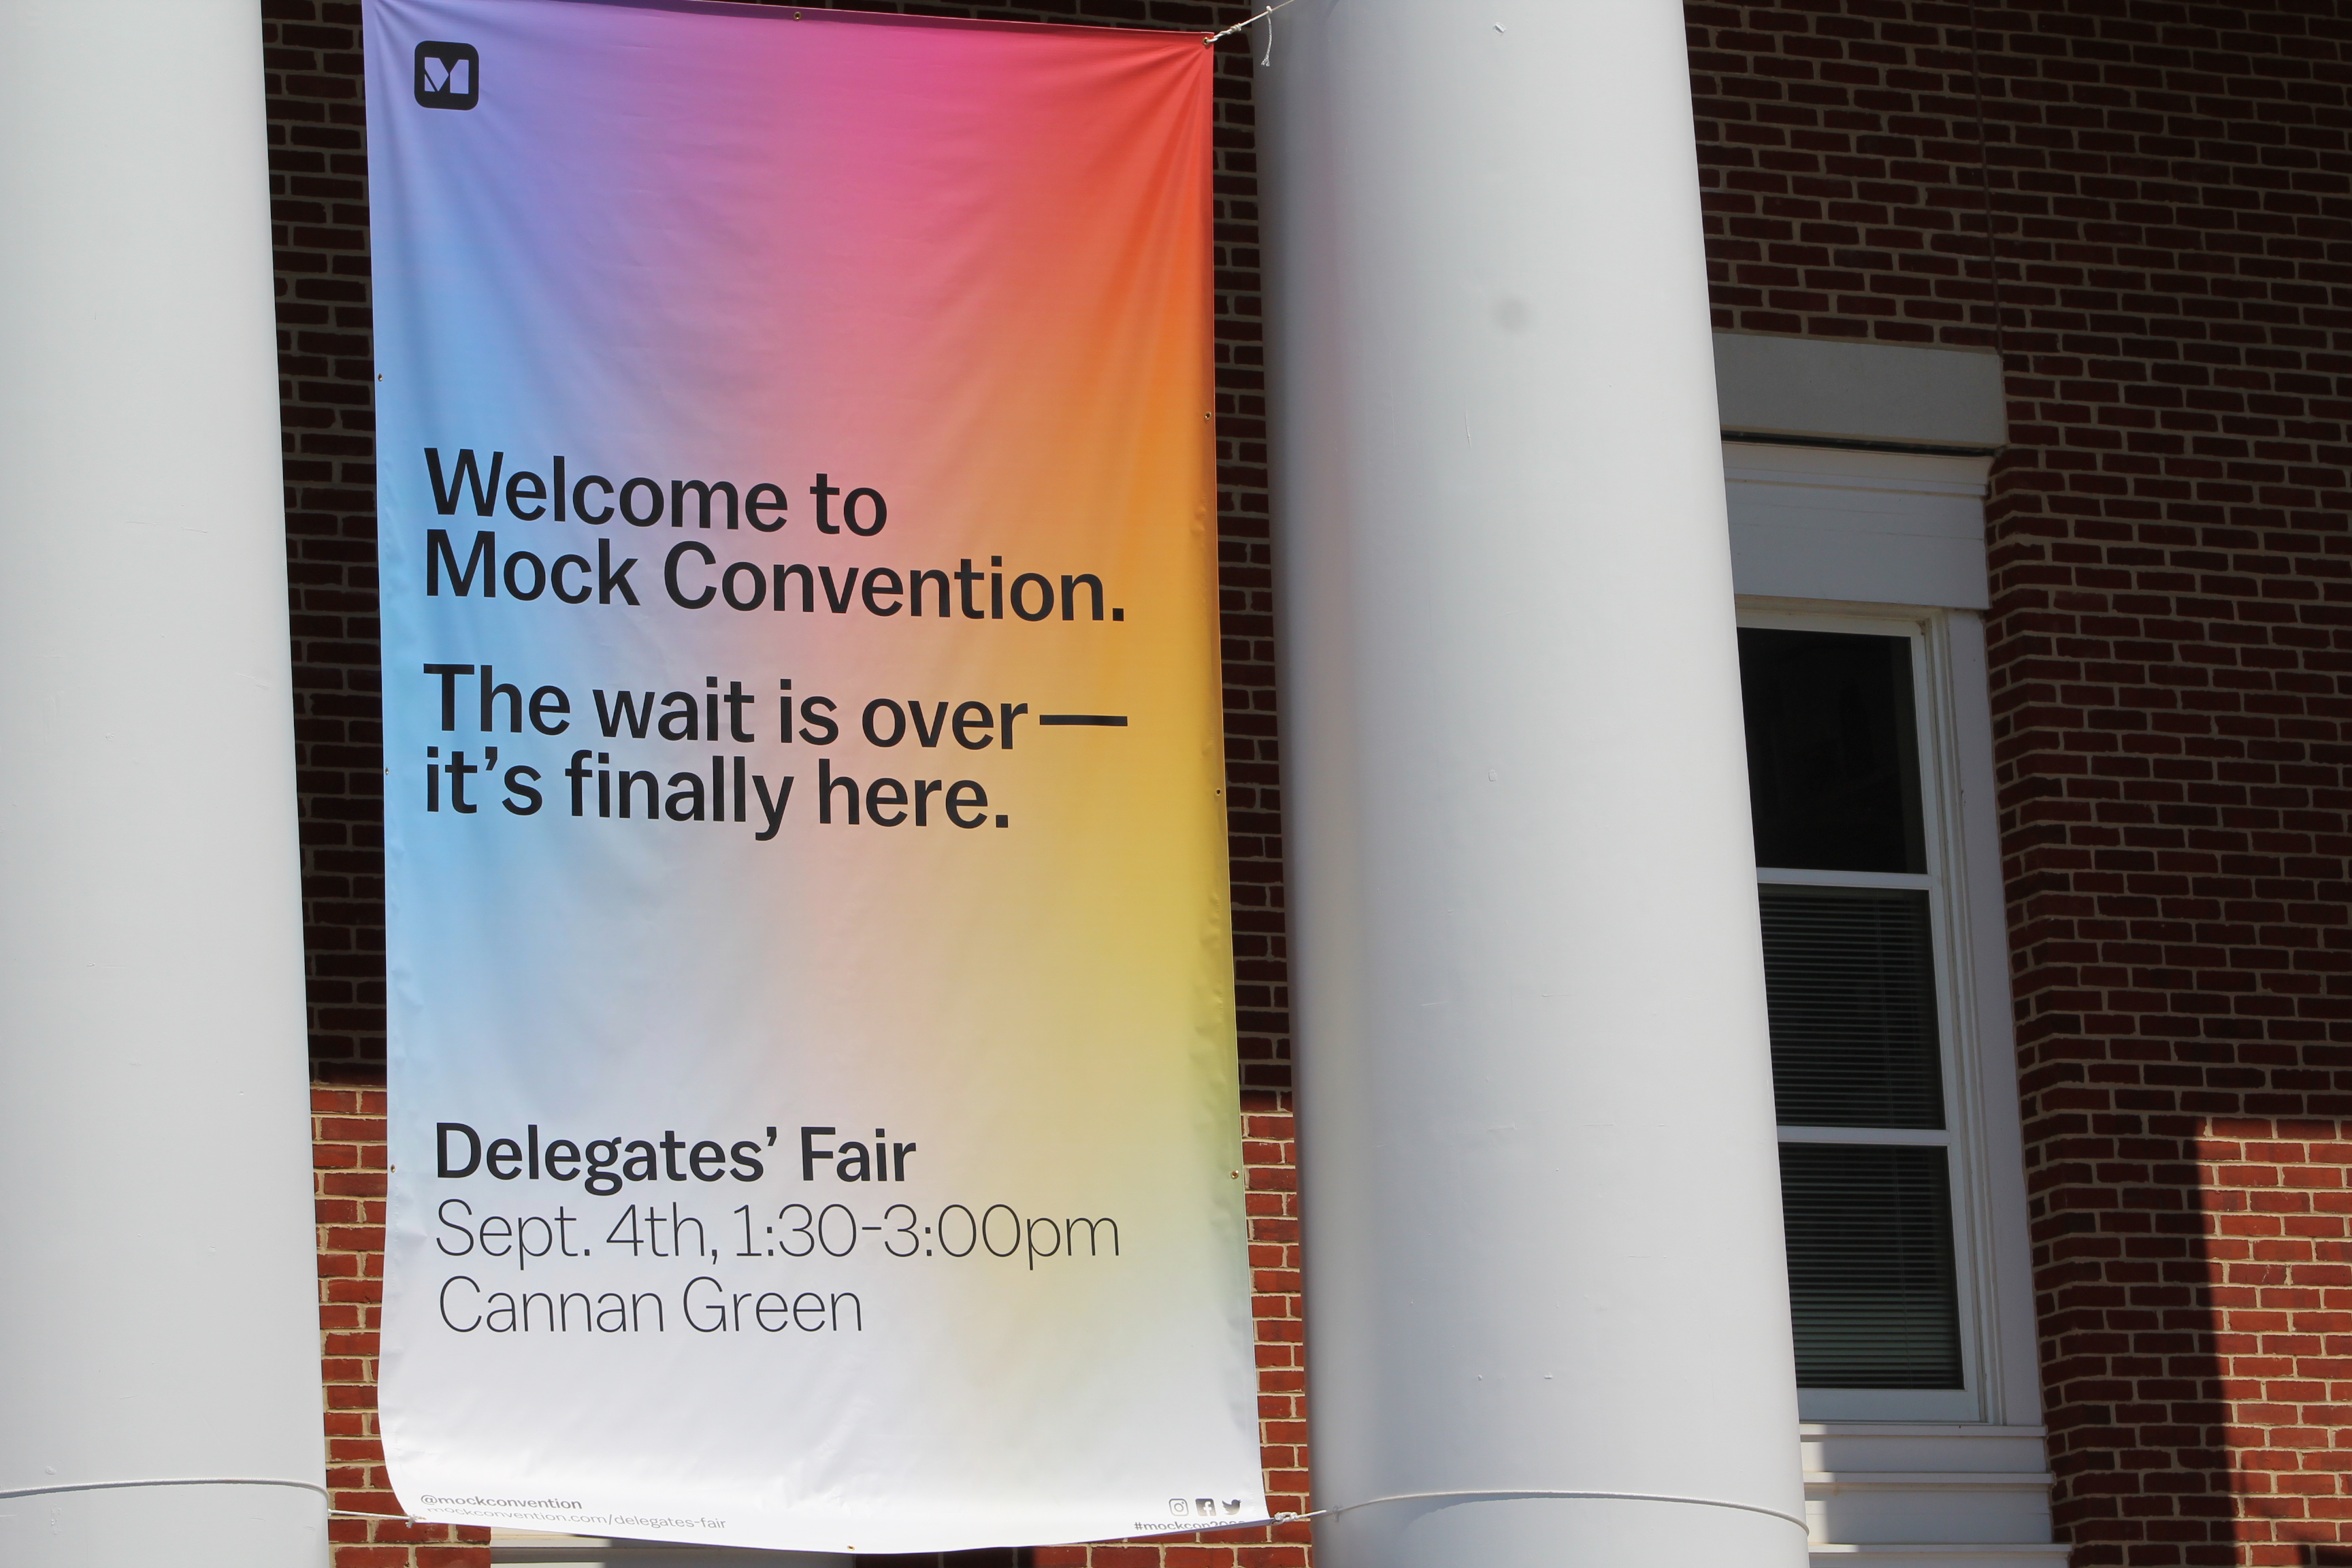 M
Welcome to
Mock Convention.
The wait is over—
it’s finally here.
Delegates’ Fair
Sept. 4th, 1:30-3:00pm
Cannan Green
@mockconvention
mockconvention.com/delegates-fair